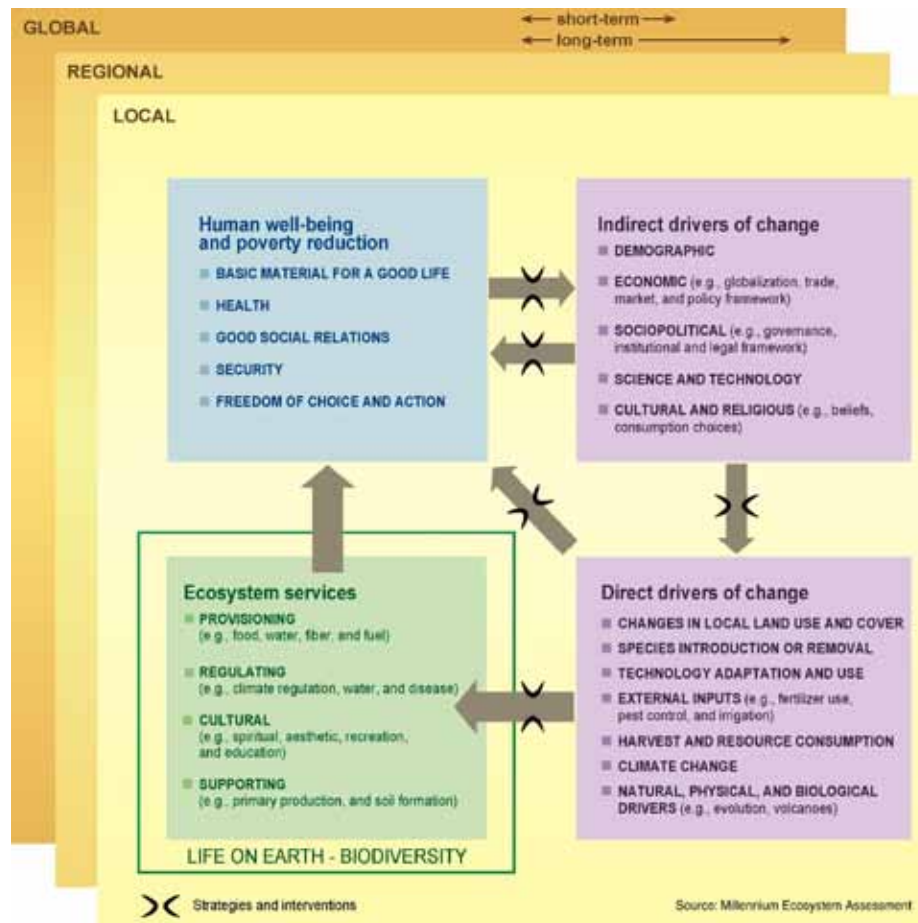 GLOBAL
short-term
long-term
REGIONAL
LOCAL
Human well-being
and poverty reduction
BASIC MATERIAL FOR A GOOD LIFE
HEALTH
GOOD SOCIAL RELATIONS
SECURITY
FREEDOM OF CHOICE AND ACTION
Indirect drivers of change
DEMOGRAPHIC
ECONOMIC (e.g., globalization, trade,
market, and policy framework)
SOCIOPOLITICAL (e.g., governance,
institutional and legal framework)
SCIENCE AND TECHNOLOGY
CULTURAL AND RELIGIOUS (e.g., beliefs,
consumption choices)
Ecosystem services
PROVISIONING
(e.g., food, water, fiber, and fuel)
REGULATING
(e.g., climate regulation, water, and disease)
CULTURAL
(e.g., spiritual, aesthetic, recreation,
and education)
SUPPORTING
(e.g., primary production, and soil formation)
LIFE ON EARTH - BIODIVERSITY
Direct drivers of change
CHANGES IN LOCAL LAND USE AND COVER
SPECIES INTRODUCTION OR REMOVAL
TECHNOLOGY ADAPTATION AND USE
EXTERNAL INPUTS (e.g., fertilizer use,
pest control, and irrigation)
HARVEST AND RESOURCE CONSUMPTION
CLIMATE CHANGE
NATURAL, PHYSICAL, AND BIOLOGICAL
DRIVERS (e.g., evolution, volcanoes)
Strategies and interventions
Source: Millennium Ecosystem Assessment